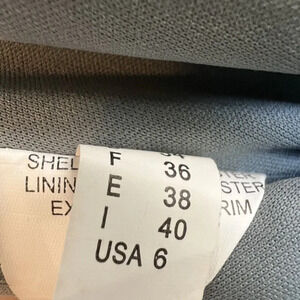 F 36
E 38
I 40
USA 6
SHEL
LININ STER
EX RIM